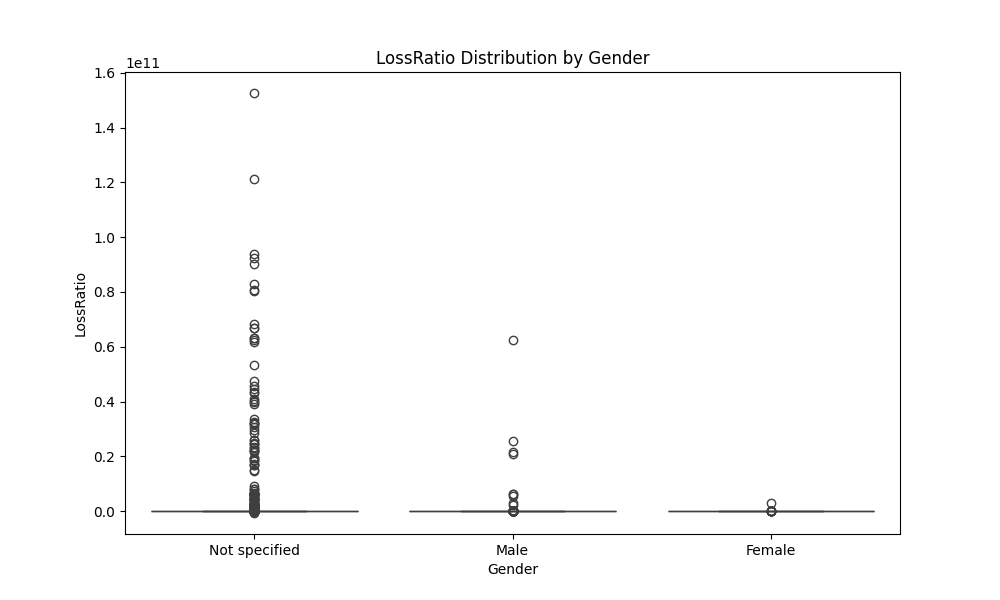 LossRatio Distribution by Gender
1e11
1.6
1.4
1.2
1.0
0.8
0.6
0.4
0.2
0.0
LossRatio
Not specified Male Female
Gender